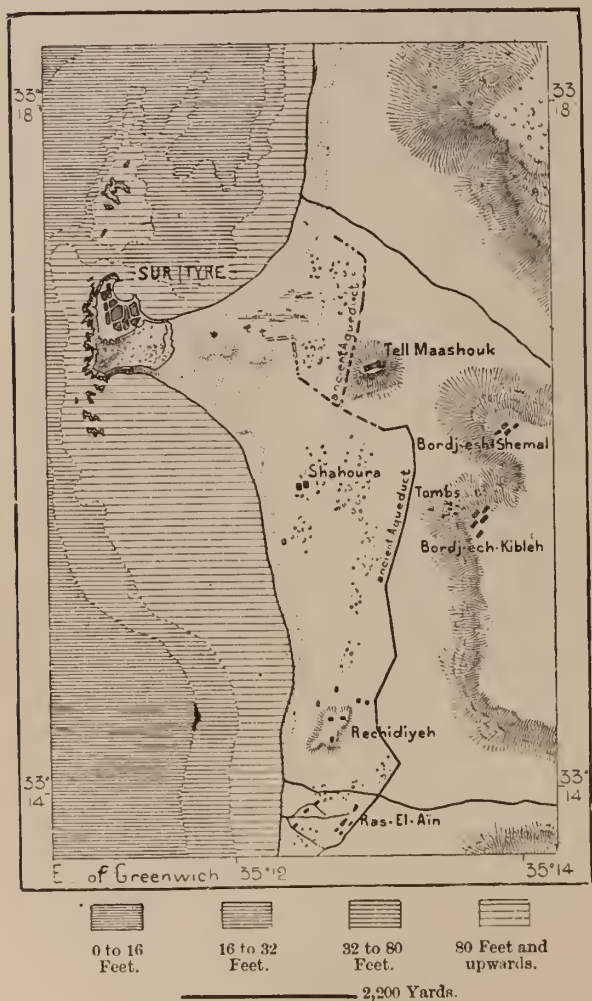 33°
18'
33
18'
SUR (TYRE
ancient Aqueduct
Tell Maashouk
Bordj-esh-Shemal
Shahoura
Tombs
ancient Aqueduct
Bordj-ech-Kibleh
Rechidiyeh
33°
14'
33°
14
Ras-El-Aïn
E. of Greenwich
35°12
35°14
0 to 16
Feet.
16 to 32
Feet.
32 to 80
Feet.
80 Feet and
upwards.
2,200 Yards.